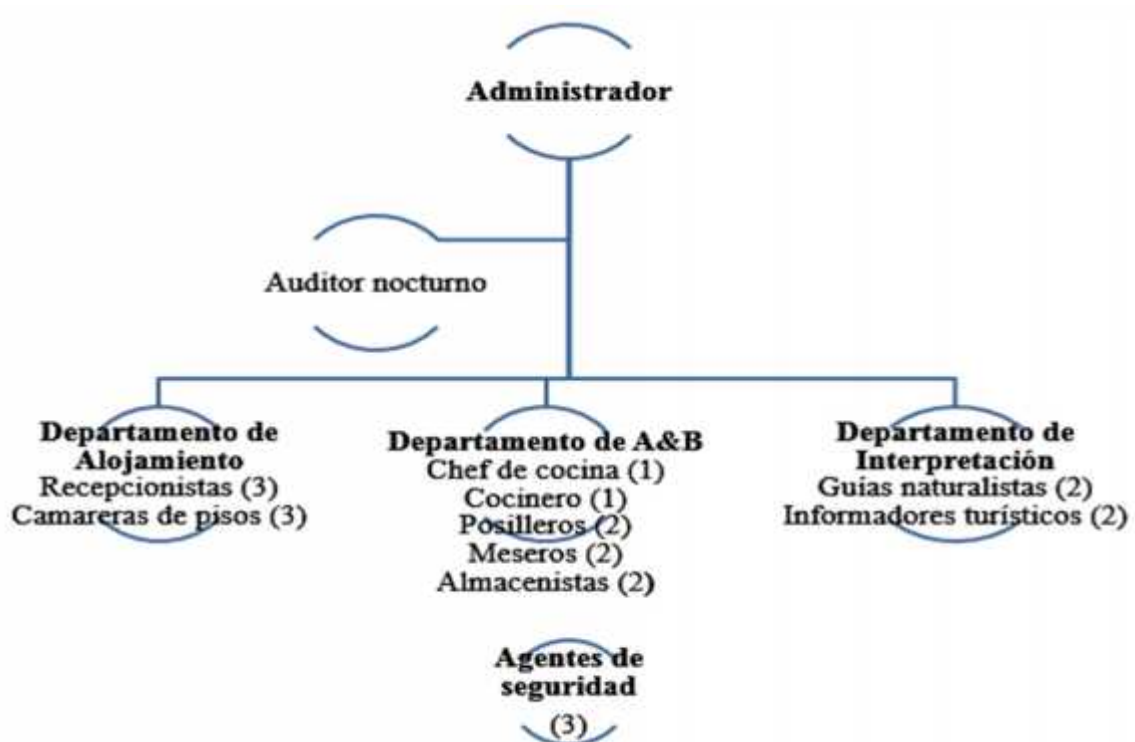 Administrador
Auditor nocturno
Departamento de
Alojamiento
Recepcionistas (3)
Camareras de pisos (3)
Departamento de A&B
Chef de cocina (1)
Cocinero (1)
Posilleros (2)
Meseros (2)
Almacenistas (2)
Departamento de
Interpretación
Guías naturalistas (2)
Informadores turísticos (2)
Agentes de
seguridad
(3)